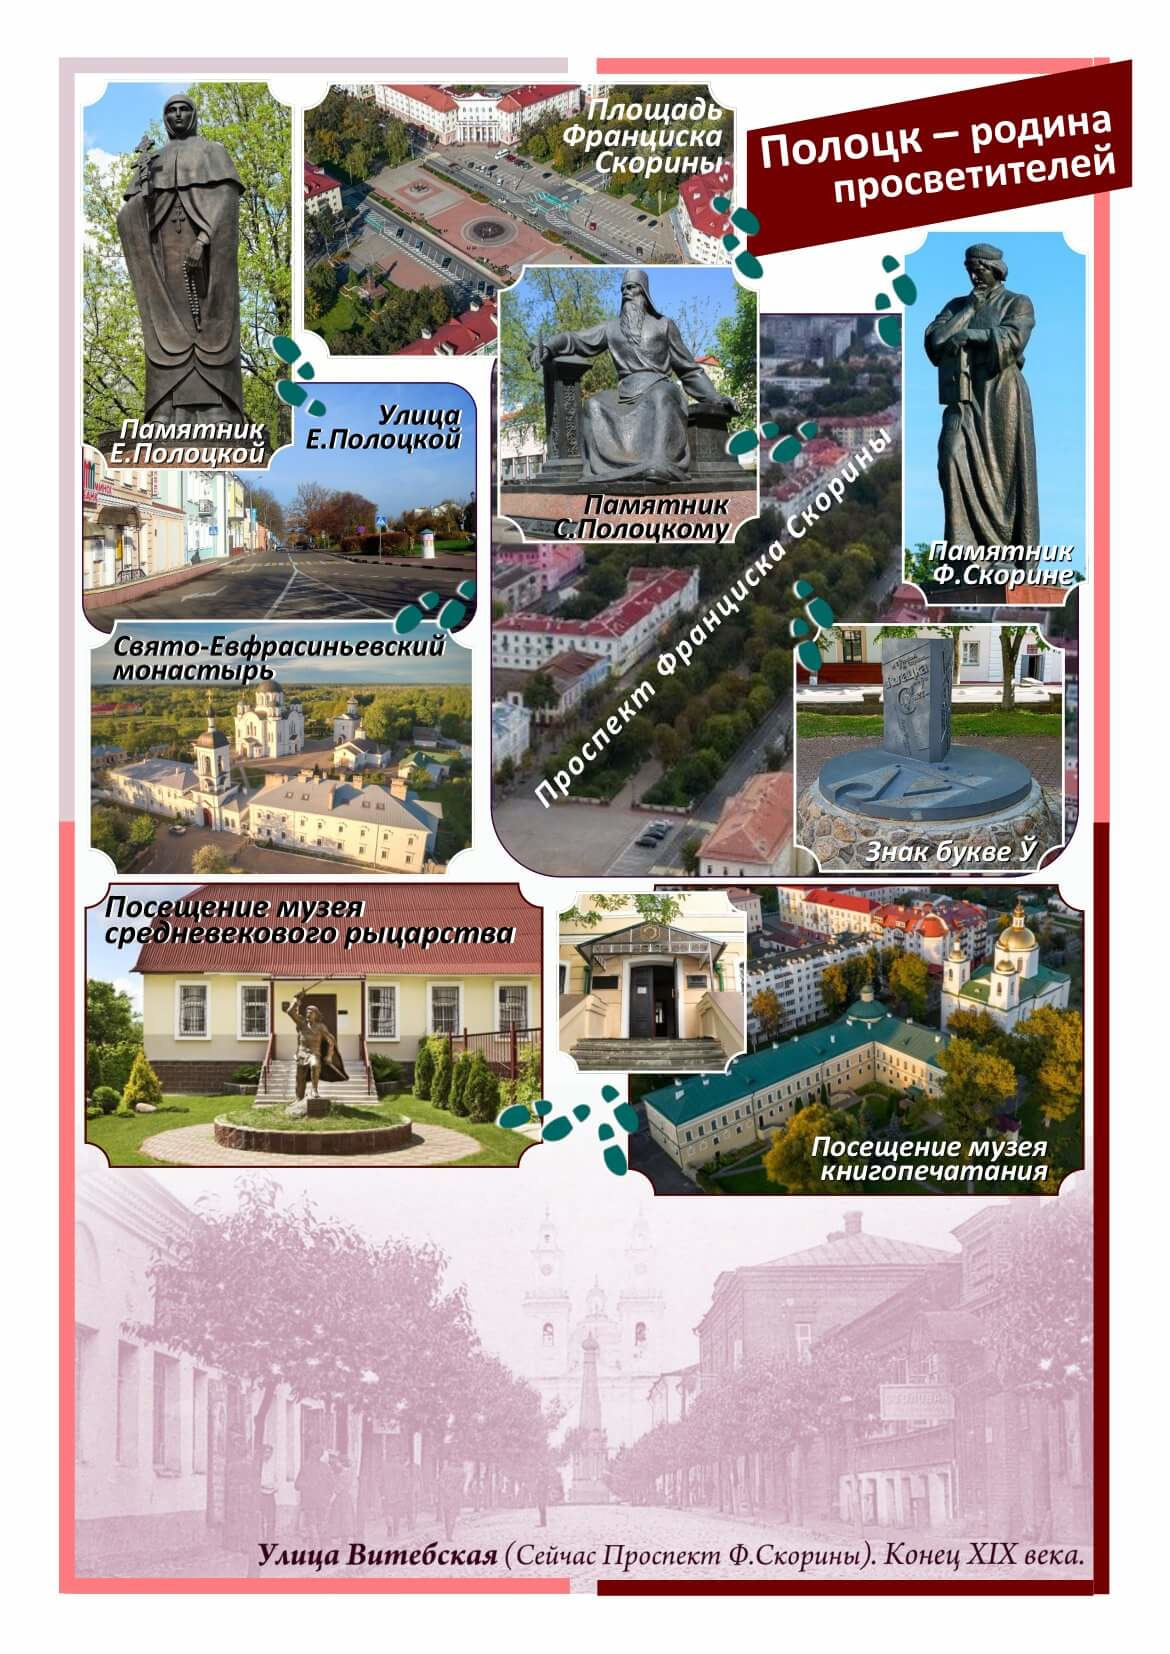 Полоцк – родина
просветителей
Площадь
Франциска
Скорины
Памятник
Е.Полоцкой
Улица
Е.Полоцкой
Памятник
С.Полоцкому
Памятник
Ф.Скорине
Проспект Франциска Скорины
Свято-Евфрасиньевский
монастырь
Знак букве Ў
Посещение музея
средневекового рыцарства
Посещение музея
книгопечатания
Улица Витебская (Сейчас Проспект Ф.Скорины). Конец XIX века.